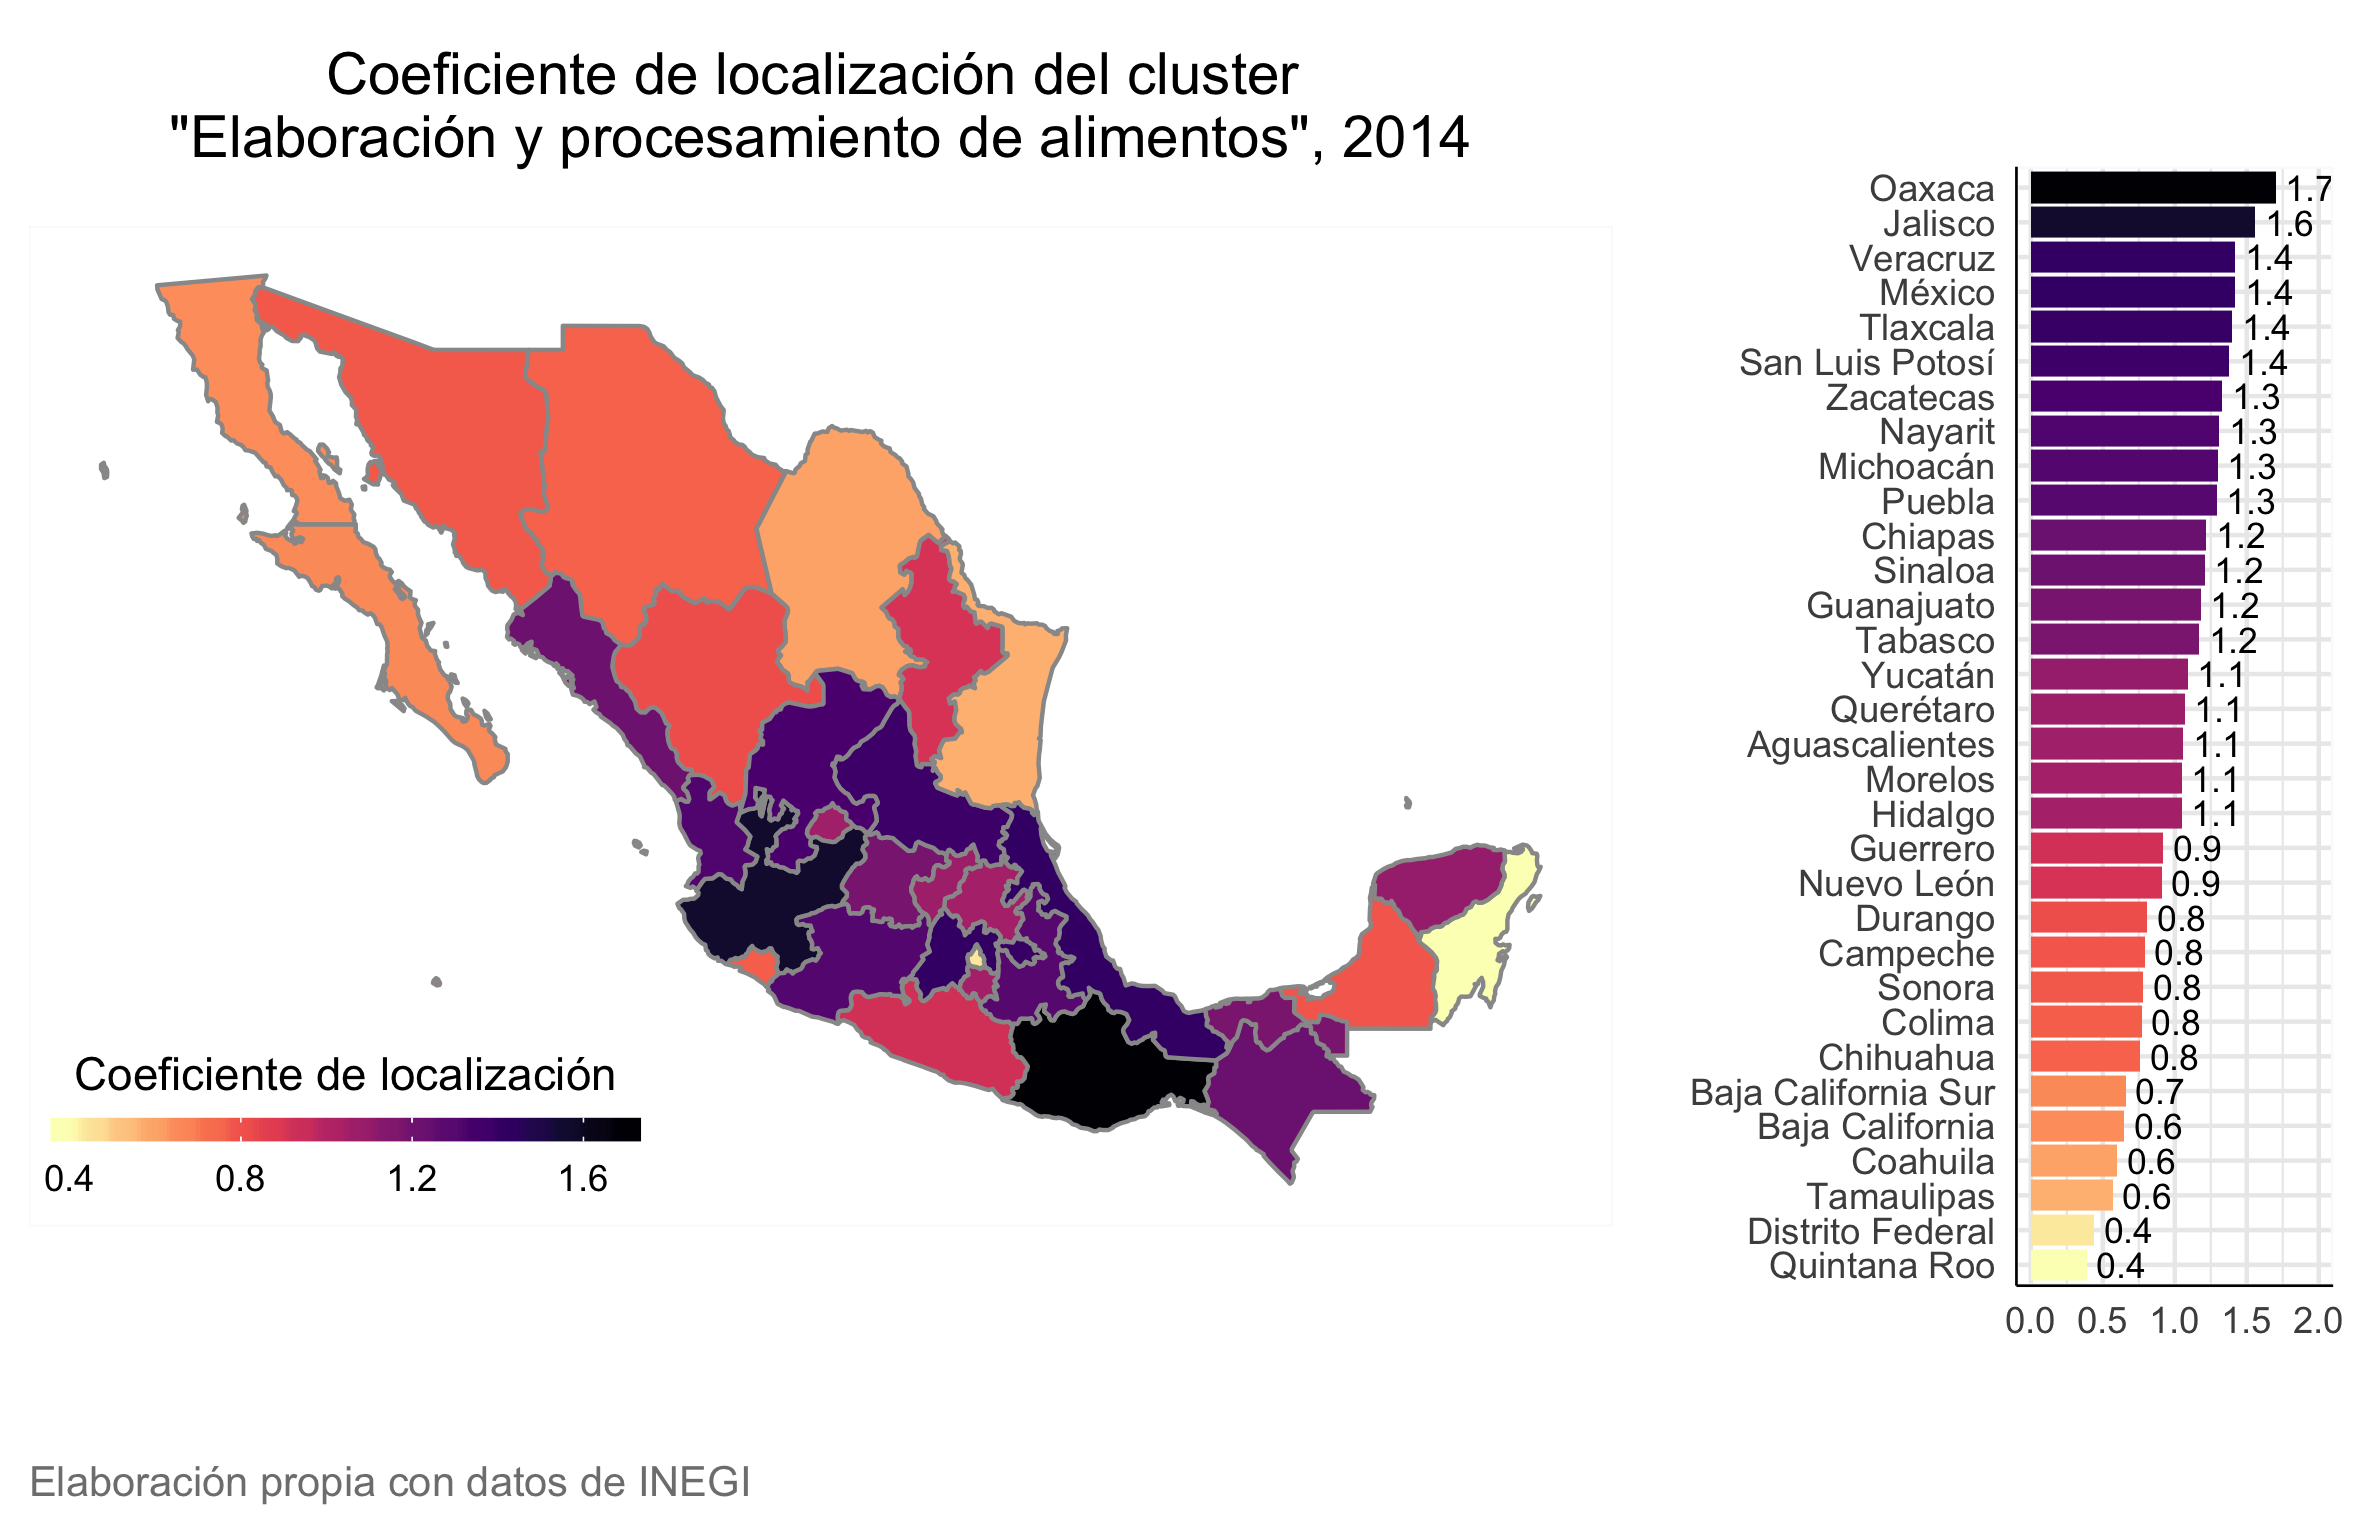 Coeficiente de localización del cluster
"Elaboración y procesamiento de alimentos", 2014
Coeficiente de localización
0.4 0.8 1.2 1.6
Oaxaca 1.7
Jalisco 1.6
Veracruz 1.4
México 1.4
Tlaxcala 1.4
San Luis Potosí 1.4
Zacatecas 1.3
Nayarit 1.3
Michoacán 1.3
Puebla 1.3
Chiapas 1.2
Sinaloa 1.2
Guanajuato 1.2
Tabasco 1.2
Yucatán 1.1
Querétaro 1.1
Aguascalientes 1.1
Morelos 1.1
Hidalgo 1.1
Guerrero 0.9
Nuevo León 0.9
Durango 0.8
Campeche 0.8
Sonora 0.8
Colima 0.8
Chihuahua 0.8
Baja California Sur 0.7
Baja California 0.6
Coahuila 0.6
Tamaulipas 0.6
Distrito Federal 0.4
Quintana Roo 0.4
0.0 0.5 1.0 1.5 2.0
Elaboración propia con datos de INEGI